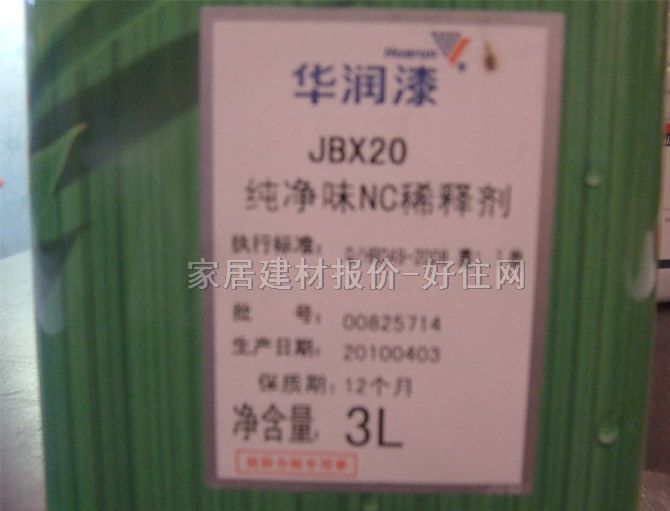 Huarun
华润漆
JBX20
纯净味NC稀释剂
执行标准:
家居建材报价-好住网
批 号: 00825714
生产日期: 20100403
保质期: 12个月
净含量: 3L